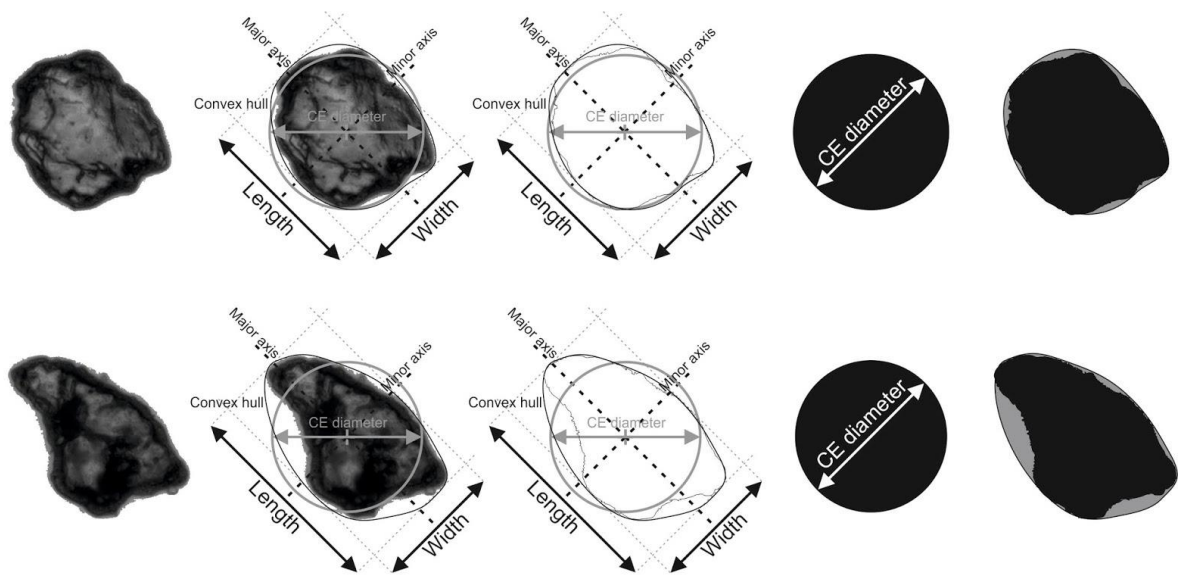 Major axis
Minor axis
Convex hull
CE diameter
Length
Width
Major axis
Minor axis
Convex hull
CE diameter
Length
Width
CE diameter
Major axis
Minor axis
Convex hull
CE diameter
Length
Width
Major axis
Minor axis
Convex hull
CE diameter
Length
Width
CE diameter